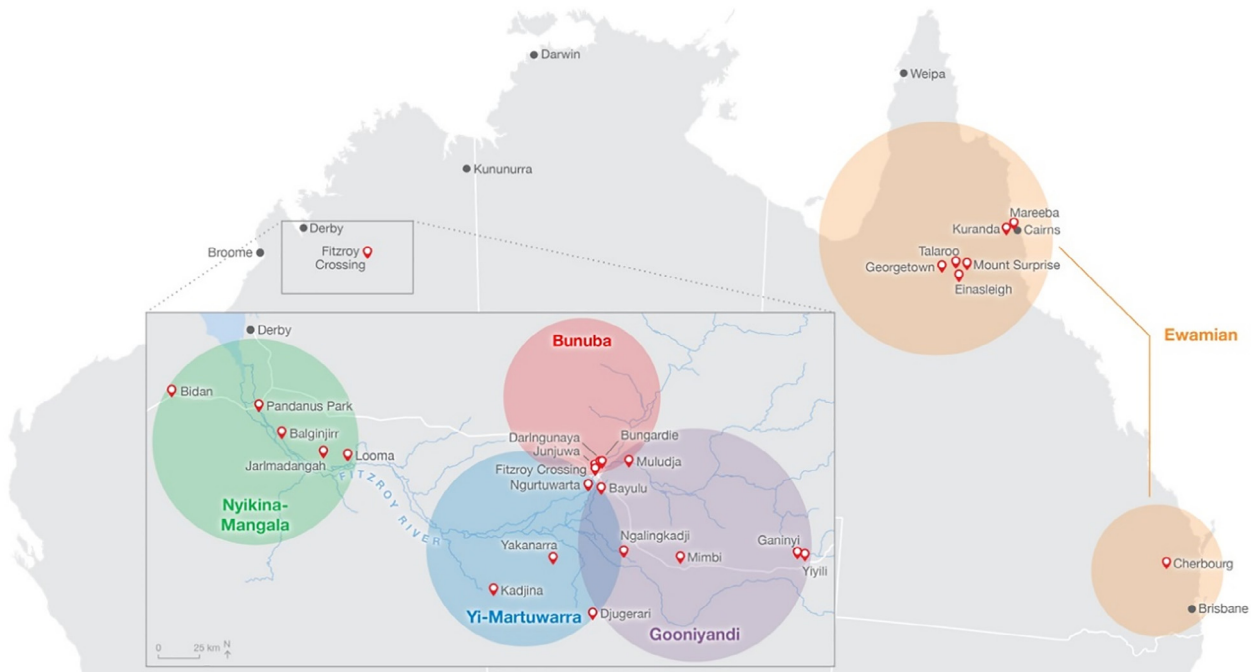 Darwin
Weipa
Kununurra
Mareeba
Kuranda
Cairns
Derby
Broome
Fitzroy
Crossing
Talaroo
Georgetown
Mount Surprise
Einasleigh
Derby
Bunuba
Ewamian
Bidan
Pandanus Park
Balginjirr
Darlngunaya
Bungardie
Junjuwa
Jarlmadangah
Looma
Muludja
Fitzroy Crossing
FITZROY RIVER
Ngurtuwarta
Bayulu
Nyikina-
Mangala
Yakanarra
Ngalingkadji
Mimbi
Ganinyi
Yiyili
Cherbourg
Kadjina
Yi-Martuwarra
Djugerari
Gooniyandi
Brisbane
0 25 km N